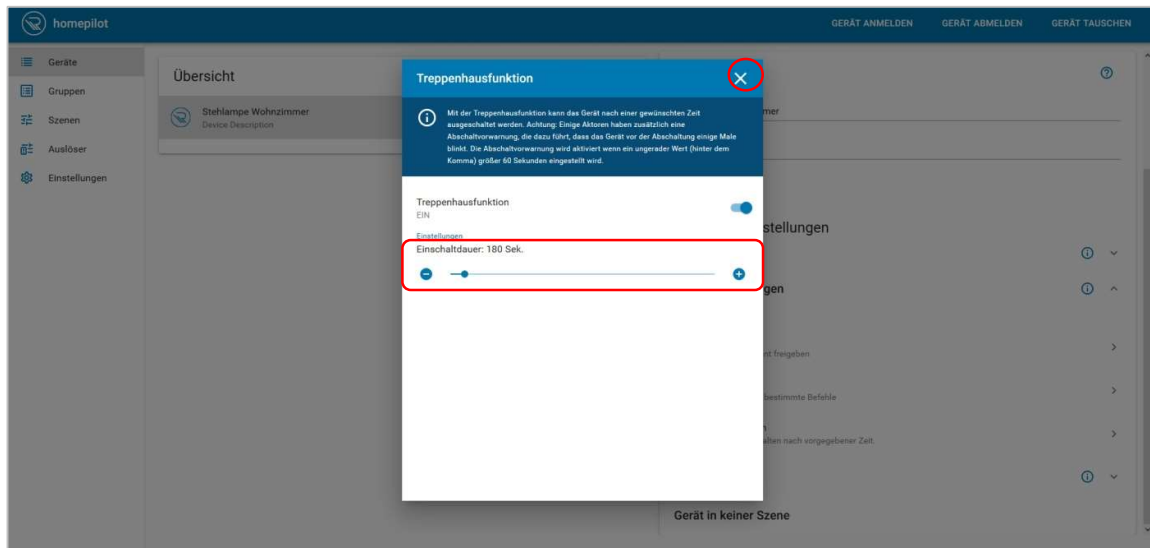 homepilot
GERÄT ANMELDEN
GERÄT ABMELDEN
GERÄT TAUSCHEN
Geräte
Gruppen
Szenen
Auslöser
Einstellungen
Übersicht
Stehlampe Wohnzimmer
Device Description
Treppenhausfunktion
Mit der Treppenhausfunktion kann das Gerät nach einer gewünschten Zeit
ausgeschaltet werden. Achtung: Einige Aktoren haben zusätzlich eine
Abschaltvorwarnung, die dazu führt, dass das Gerät vor der Abschaltung einige Male
blinkt. Die Abschaltvorwarnung wird aktiviert wenn ein ungerader Wert (hinter dem
Komma) größer 60 Sekunden eingestellt wird.
Treppenhausfunktion
EIN
Einstellungen
Einschaltdauer: 180 Sek.
mer
stellungen
gen
nt freigeben
bestimmte Befehle
n
alten nach vorgegebener Zeit.
Gerät in keiner Szene